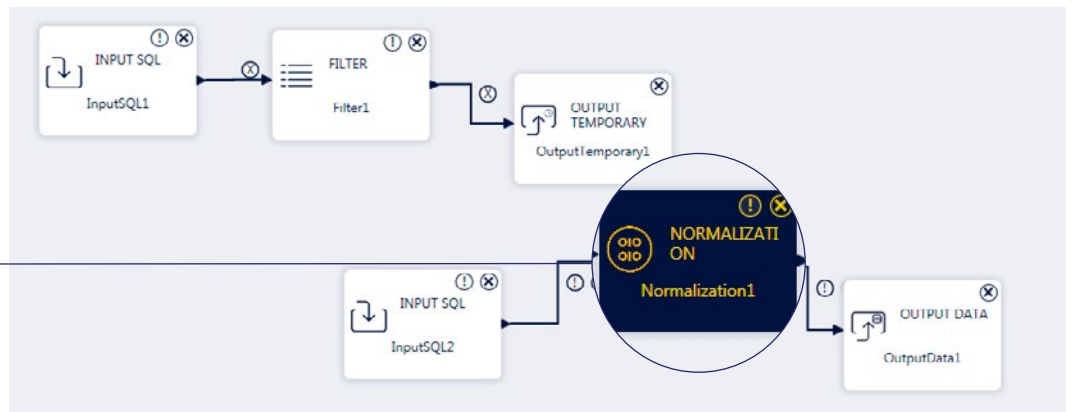 INPUT SQL
InputSQL1
FILTER
Filter1
OUTPUT
TEMPORARY
OutputTemporary1
NORMALIZATI
ON
Normalization1
INPUT SQL
InputSQL2
OUTPUT DATA
OutputData1